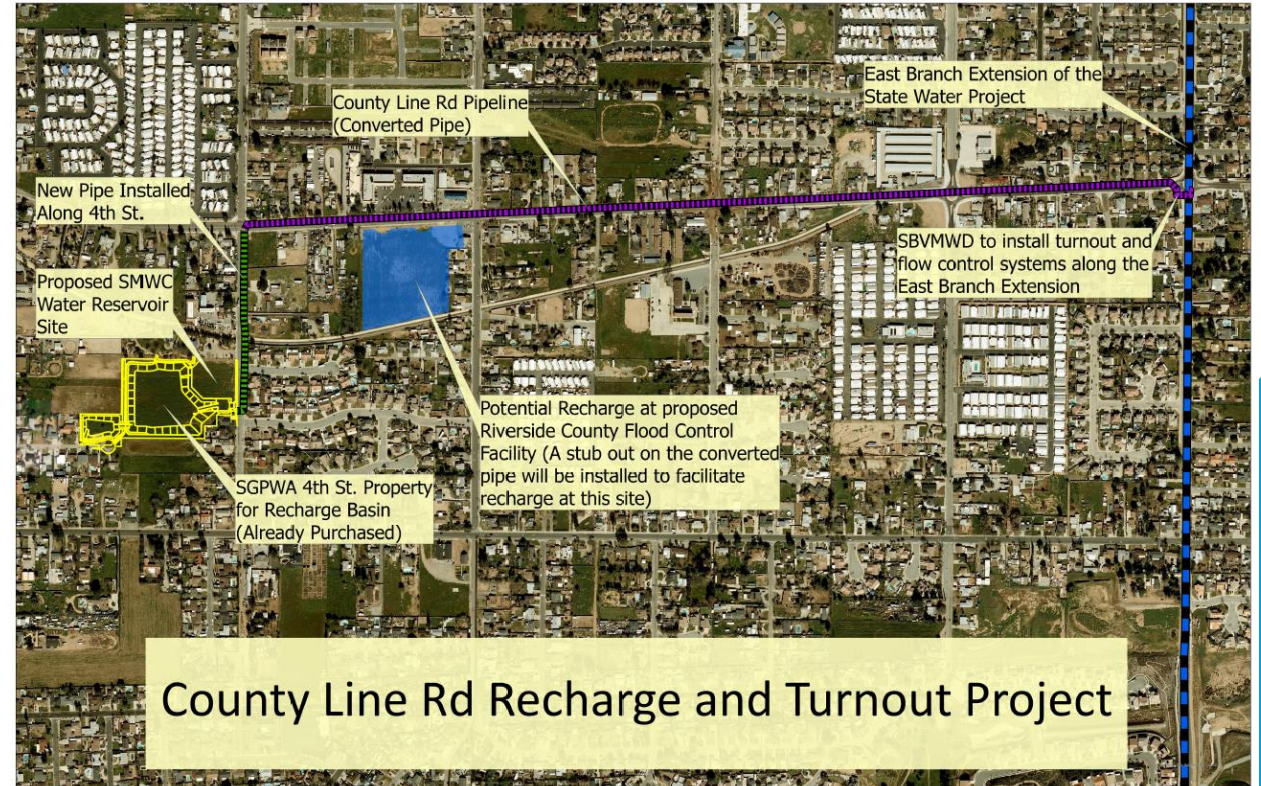 East Branch Extension of the
State Water Project
County Line Rd Pipeline
(Converted Pipe)
New Pipe Installed
Along 4th St.
SBVMWD to install turnout and
flow control systems along the
East Branch Extension
Proposed SMWC
Water Reservoir
Site
Potential Recharge at proposed
Riverside County Flood Control
Facility (A stub out on the converted
pipe will be installed to facilitate
recharge at this site)
SGPWA 4th St. Property
for Recharge Basin
(Already Purchased)
County Line Rd Recharge and Turnout Project